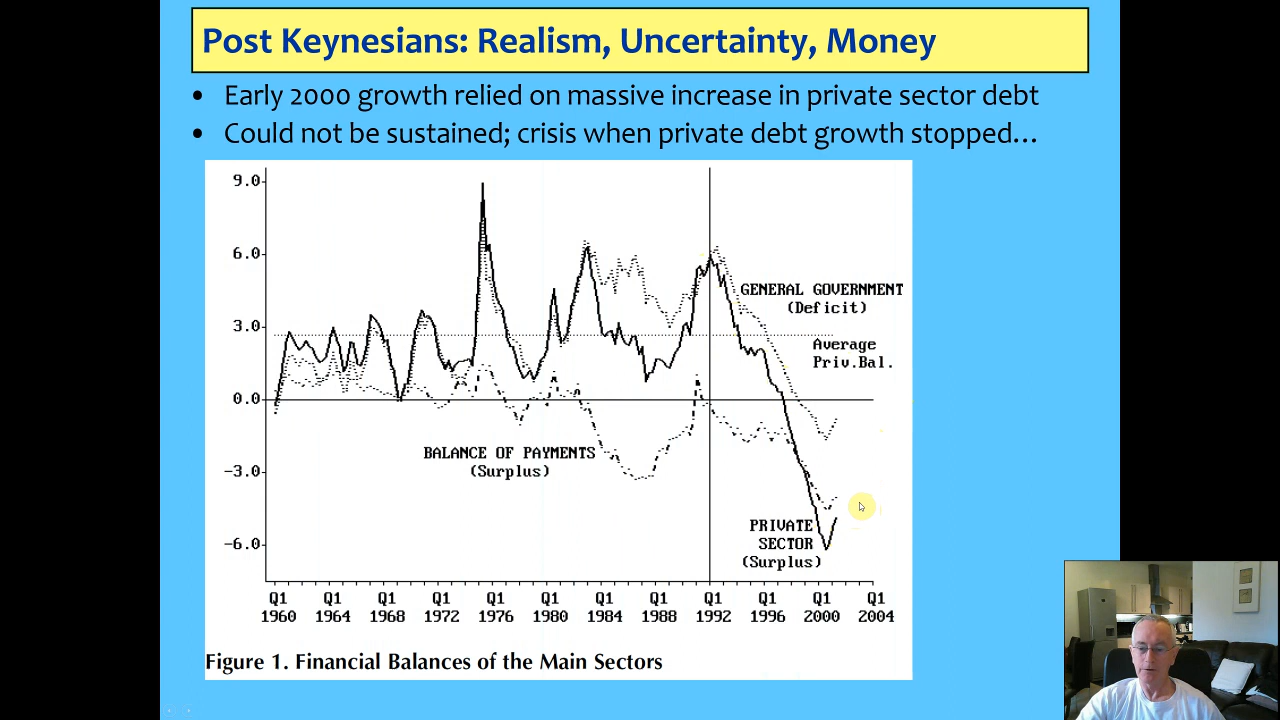 Post Keynesians: Realism, Uncertainty, Money
• Early 2000 growth relied on massive increase in private sector debt
• Could not be sustained; crisis when private debt growth stopped…
9.0
6.0
3.0
0.0
-3.0
-6.0
GENERAL GOVERNMENT
(Deficit)
Average
Priv.Bal.
BALANCE OF PAYMENTS
(Surplus)
PRIVATE
SECTOR
(Surplus)
Q1 Q1 Q1 Q1 Q1 Q1 Q1 Q1 Q1 Q1 Q1 Q1
1960 1964 1968 1972 1976 1980 1984 1988 1992 1996 2000 2004
Figure 1. Financial Balances of the Main Sectors